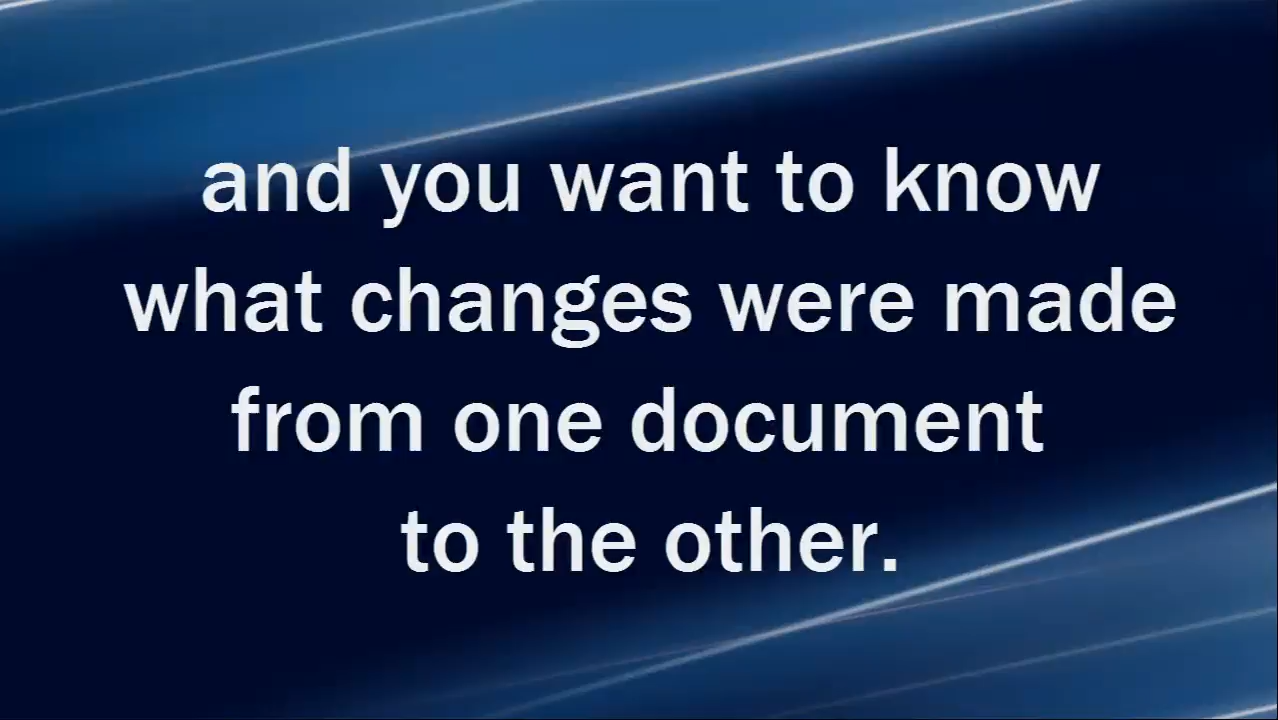 and you want to know
what changes were made
from one document
to the other.